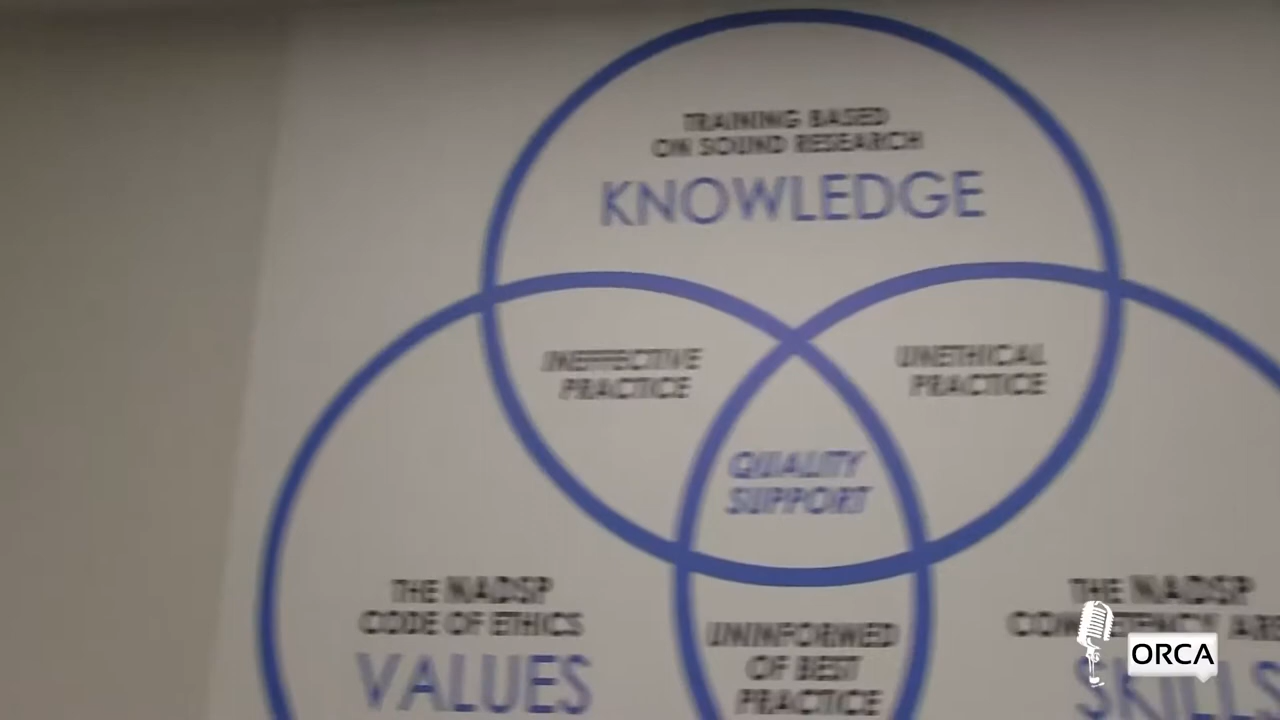 TRAINING BASED
ON SOUND RESEARCH
KNOWLEDGE
INEFFECTIVE
PRACTICE
UNETHICAL
PRACTICE
QUALITY
SUPPORT
THE NADSP
CODE OF ETHICS
VALUES
UNINFORMED
OF BEST
PRACTICE
THE NADSP
SKILLS
ORCA